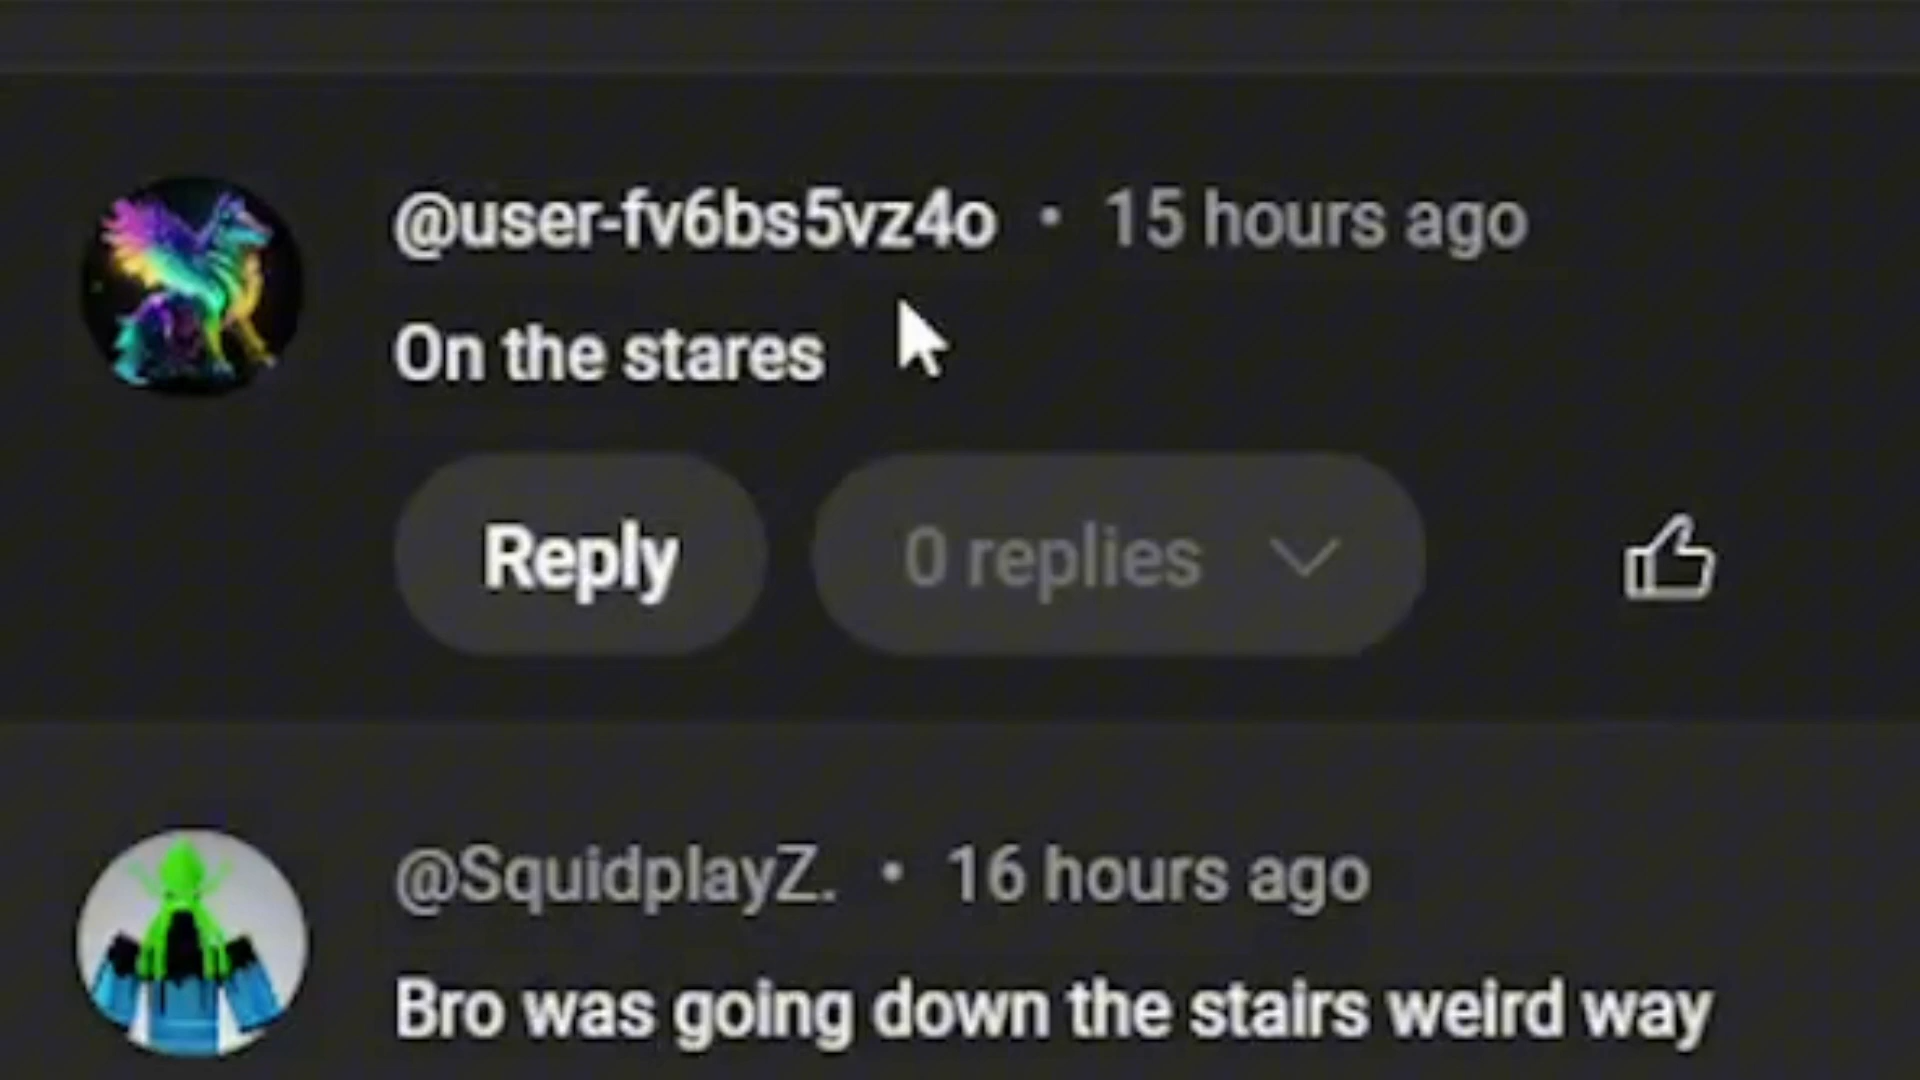 @user-fv6bs5vz4o • 15 hours ago
On the stares
Reply 0 replies
@SquidplayZ. • 16 hours ago
Bro was going down the stairs weird way